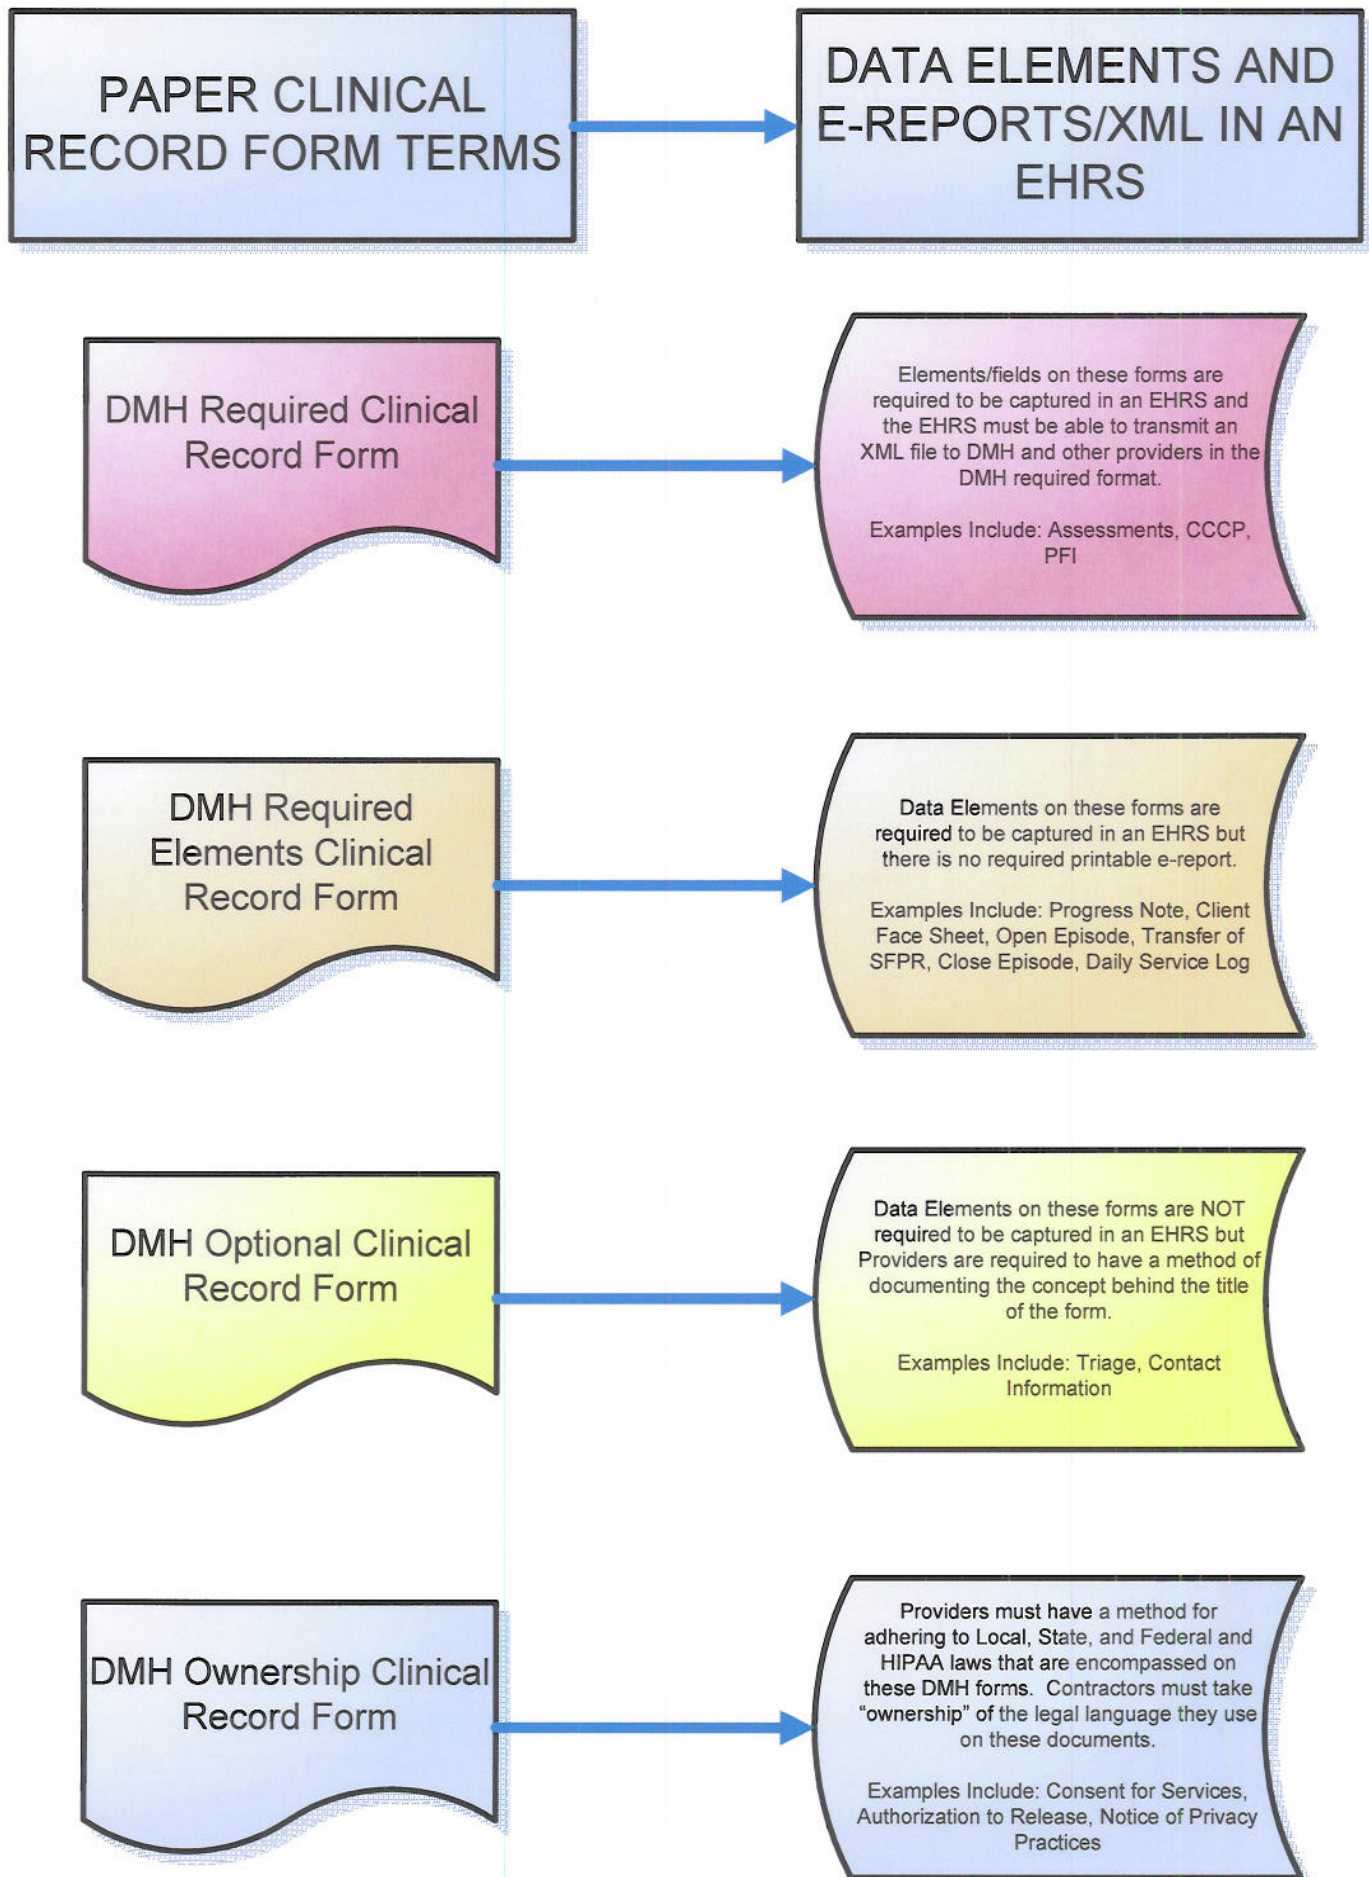 PAPER CLINICAL
RECORD FORM TERMS
DATA ELEMENTS AND
E-REPORTS/XML IN AN
EHRS
DMH Required Clinical
Record Form
Elements/fields on these forms are
required to be captured in an EHRS and
the EHRS must be able to transmit an
XML file to DMH and other providers in the
DMH required format.
Examples Include: Assessments, CCCP,
PFI
DMH Required
Elements Clinical
Record Form
Data Elements on these forms are
required to be captured in an EHRS but
there is no required printable e-report.
Examples Include: Progress Note, Client
Face Sheet, Open Episode, Transfer of
SFPR, Close Episode, Daily Service Log
DMH Optional Clinical
Record Form
Data Elements on these forms are NOT
required to be captured in an EHRS but
Providers are required to have a method of
documenting the concept behind the title
of the form.
Examples Include: Triage, Contact
Information
DMH Ownership Clinical
Record Form
Providers must have a method for
adhering to Local, State, and Federal and
HIPAA laws that are encompassed on
these DMH forms.  Contractors must take
“ownership” of the legal language they use
on these documents.
Examples Include: Consent for Services,
Authorization to Release, Notice of Privacy
Practices